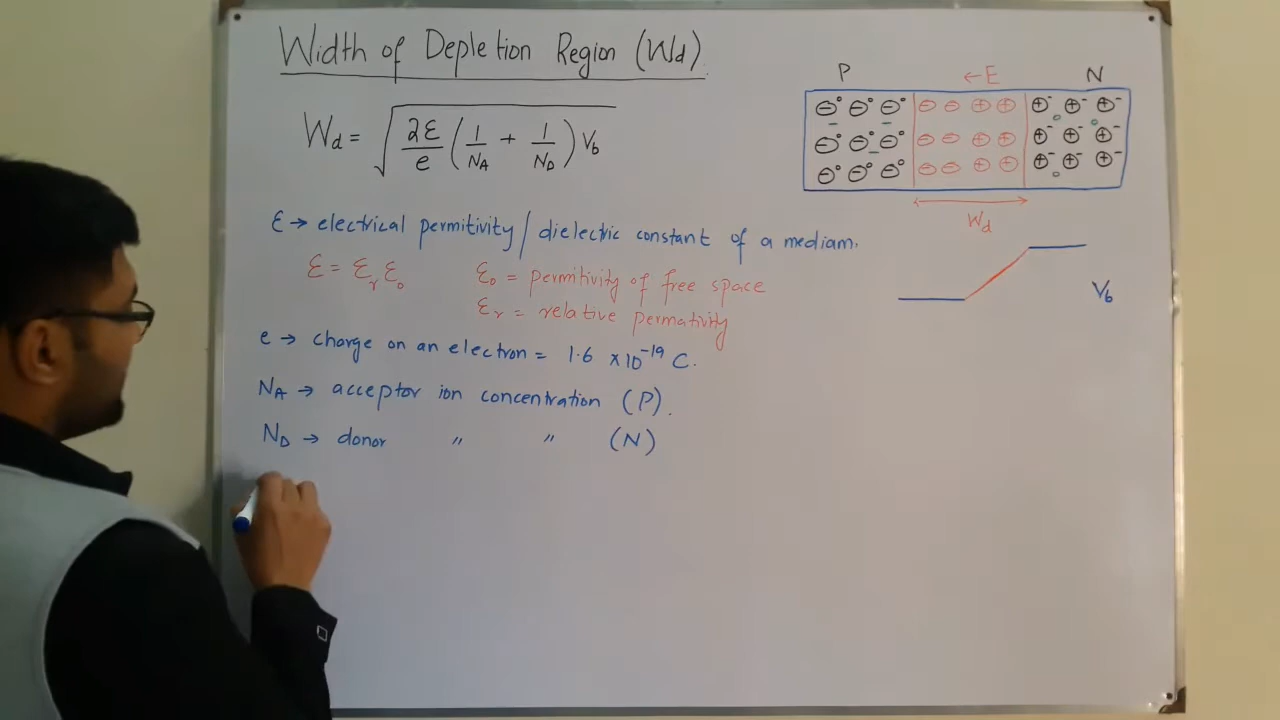 Width of Depletion Region (Wd).
Wd = √(2ε/e (1/NA + 1/ND) Vb)
ε → electrical permitivity / dielectric constant of a mediam.
ε = εr ε0
ε0 = permitivity of free space
εr = relative permativity
e → charge on an electron = 1.6 × 10⁻¹⁹ C.
NA → acceptor ion concentration (P).
ND → donor " " (N)
P ←E N
Wd
Vb